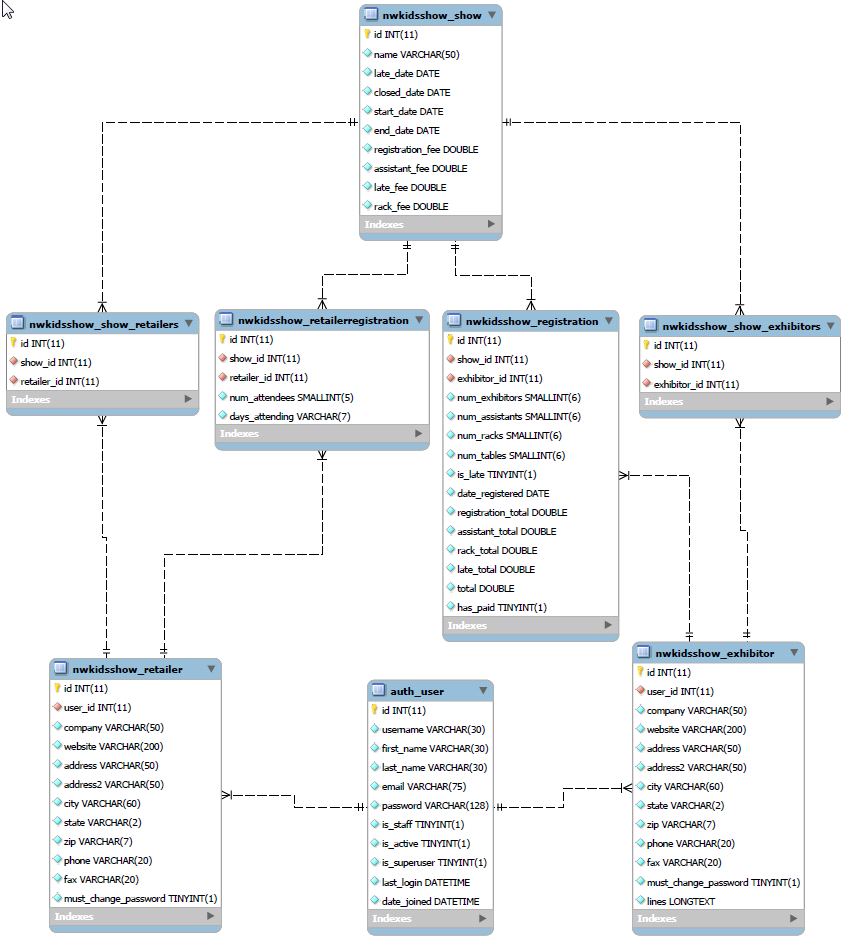 nwkidsshow_show
id INT(11)
name VARCHAR(50)
late_date DATE
closed_date DATE
start_date DATE
end_date DATE
registration_fee DOUBLE
assistant_fee DOUBLE
late_fee DOUBLE
rack_fee DOUBLE
Indexes
nwkidsshow_show_retailers
id INT(11)
show_id INT(11)
retailer_id INT(11)
Indexes
nwkidsshow_retailerregistration
id INT(11)
show_id INT(11)
retailer_id INT(11)
num_attendees SMALLINT(5)
days_attending VARCHAR(7)
Indexes
nwkidsshow_registration
id INT(11)
show_id INT(11)
exhibitor_id INT(11)
num_exhibitors SMALLINT(6)
num_assistants SMALLINT(6)
num_racks SMALLINT(6)
num_tables SMALLINT(6)
is_late TINYINT(1)
date_registered DATE
registration_total DOUBLE
assistant_total DOUBLE
rack_total DOUBLE
late_total DOUBLE
total DOUBLE
has_paid TINYINT(1)
Indexes
nwkidsshow_show_exhibitors
id INT(11)
show_id INT(11)
exhibitor_id INT(11)
Indexes
nwkidsshow_retailer
id INT(11)
user_id INT(11)
company VARCHAR(50)
website VARCHAR(200)
address VARCHAR(50)
address2 VARCHAR(50)
city VARCHAR(60)
state VARCHAR(2)
zip VARCHAR(7)
phone VARCHAR(20)
fax VARCHAR(20)
must_change_password TINYINT(1)
Indexes
auth_user
id INT(11)
username VARCHAR(30)
first_name VARCHAR(30)
last_name VARCHAR(30)
email VARCHAR(75)
password VARCHAR(128)
is_staff TINYINT(1)
is_active TINYINT(1)
is_superuser TINYINT(1)
last_login DATETIME
date_joined DATETIME
Indexes
nwkidsshow_exhibitor
id INT(11)
user_id INT(11)
company VARCHAR(50)
website VARCHAR(200)
address VARCHAR(50)
address2 VARCHAR(50)
city VARCHAR(60)
state VARCHAR(2)
zip VARCHAR(7)
phone VARCHAR(20)
fax VARCHAR(20)
must_change_password TINYINT(1)
lines LONGTEXT
Indexes